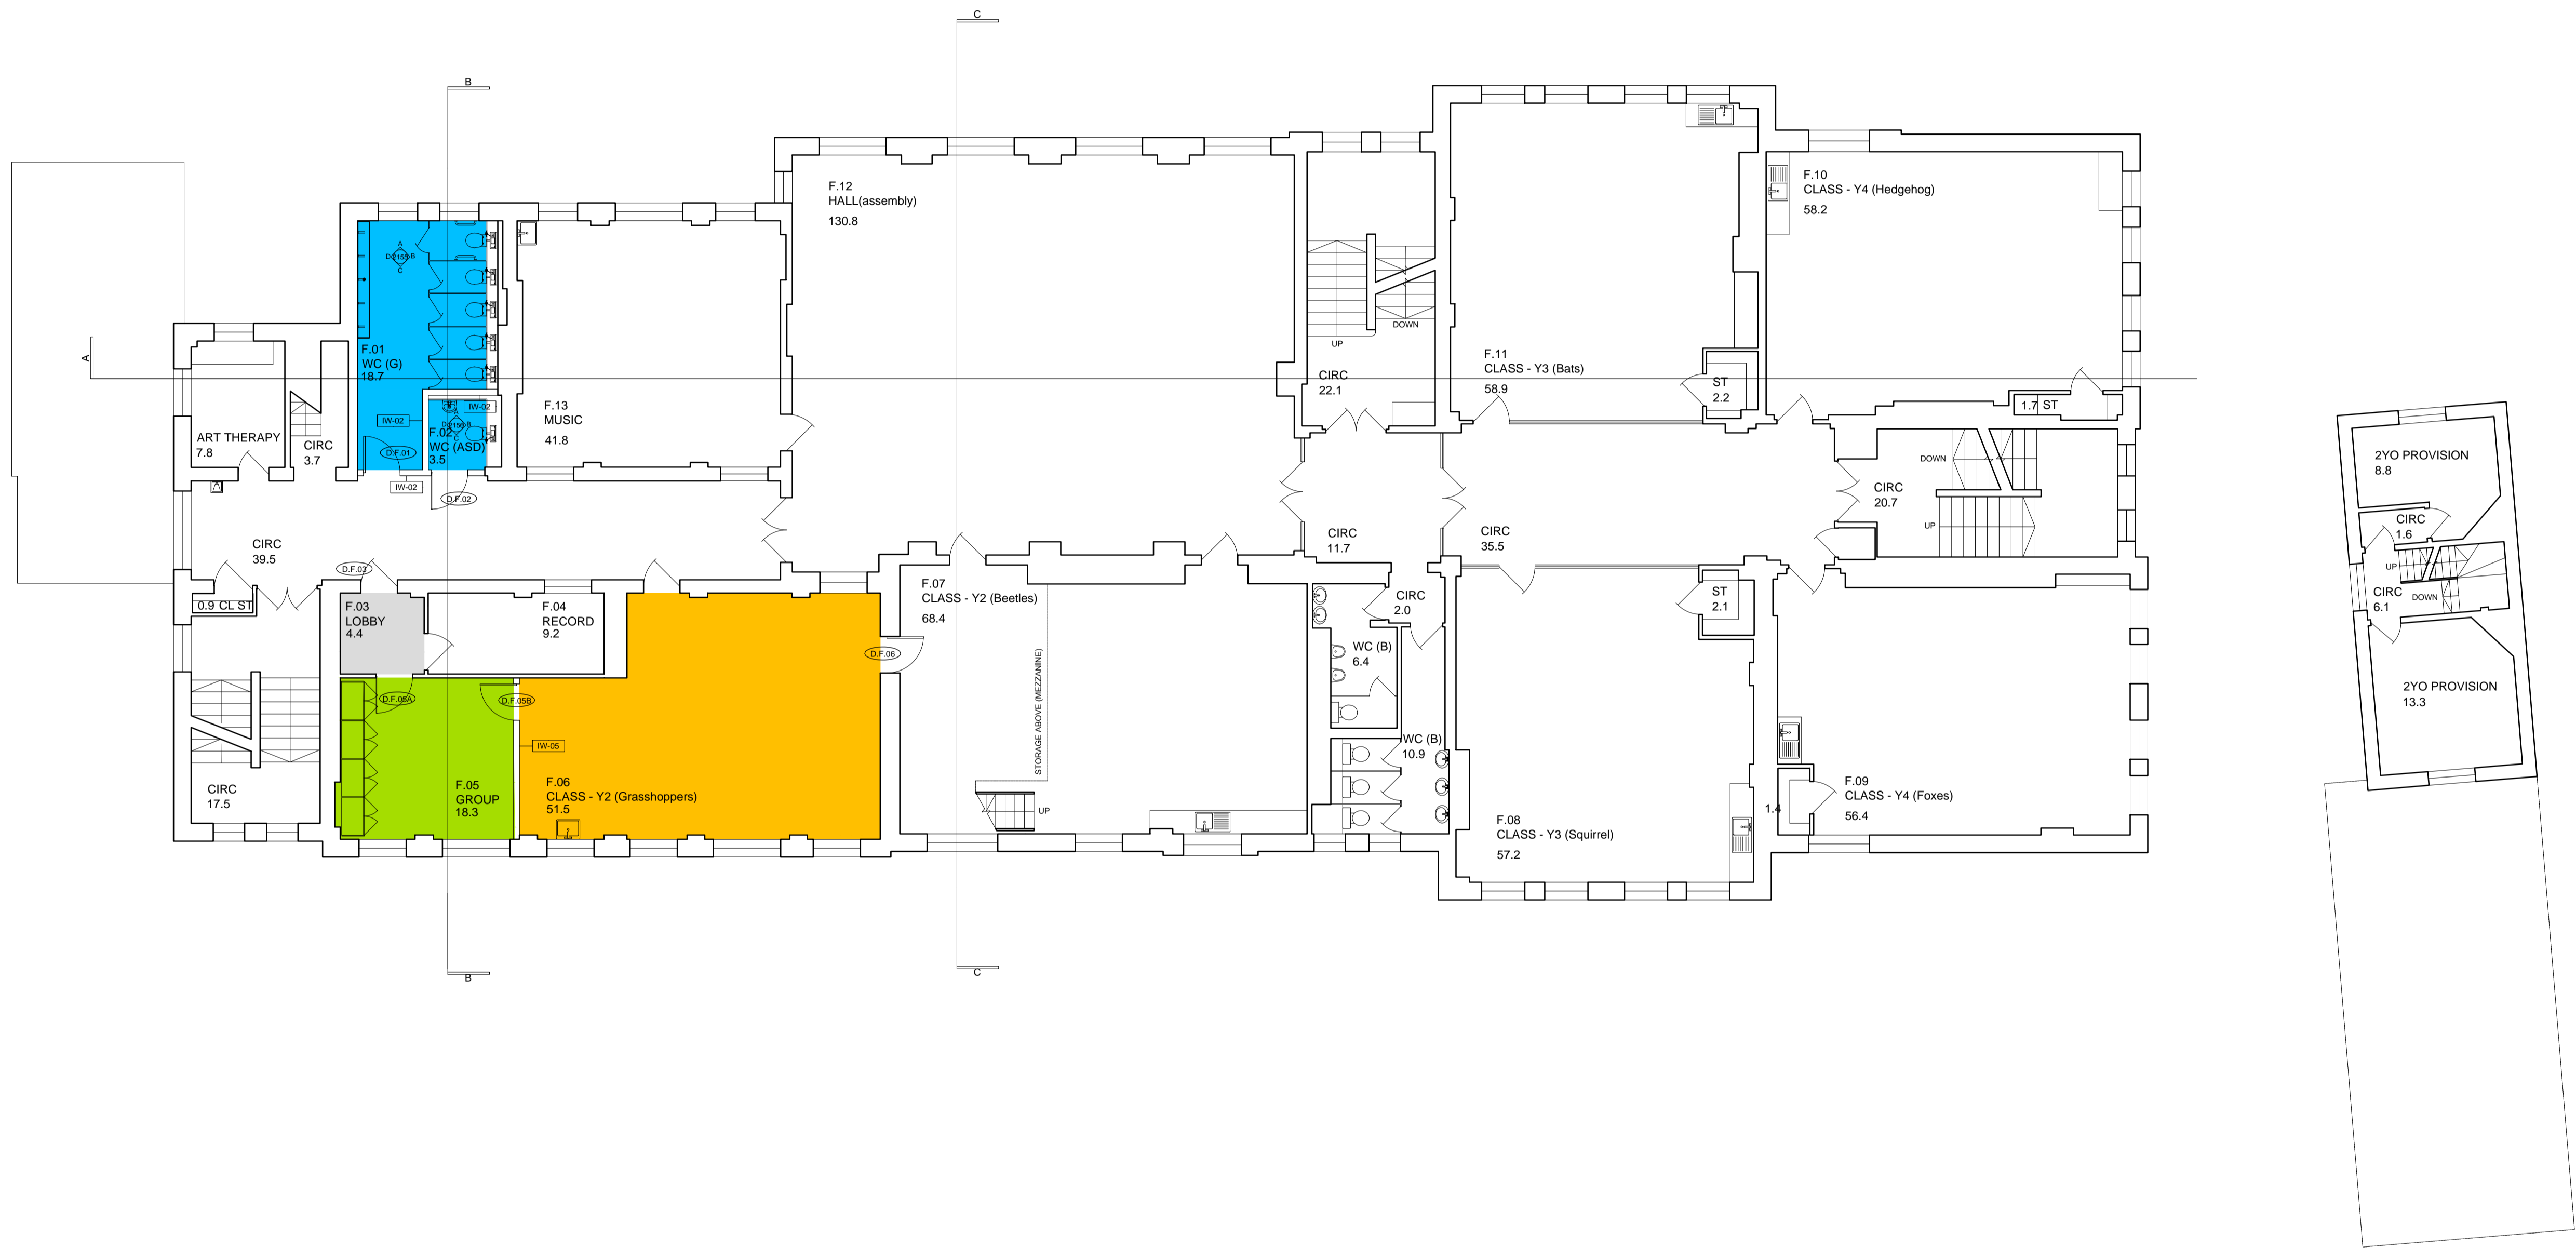 C
B
F.12
HALL(assembly)
130.8
F.10
CLASS - Y4 (Hedgehog)
58.2
A
D 2155 B
C
DOWN
UP
A
F.01
WC (G)
18.7
F.11
CLASS - Y3 (Bats)
58.9
CIRC
22.1
ST
2.2
1.7 ST
F.13
MUSIC
41.8
IW-02
IW-02
A
D 2156 B
C
F.02
WC (ASD)
3.5
ART THERAPY
7.8
CIRC
3.7
D.F.01
IW-02
D.F.02
DOWN
CIRC
20.7
UP
2YO PROVISION
8.8
CIRC
1.6
UP
CIRC
6.1
DOWN
2YO PROVISION
13.3
CIRC
39.5
CIRC
11.7
CIRC
35.5
D.F.03
0.9 CL ST
F.03
LOBBY
4.4
F.04
RECORD
9.2
F.07
CLASS - Y2 (Beetles)
68.4
CIRC
2.0
ST
2.1
D.F.06
WC (B)
6.4
STORAGE ABOVE (MEZZANINE)
D.F.05A
D.F.05B
IW-05
WC (B)
10.9
F.05
GROUP
18.3
F.06
CLASS - Y2 (Grasshoppers)
51.5
CIRC
17.5
UP
F.08
CLASS - Y3 (Squirrel)
57.2
1.4
F.09
CLASS - Y4 (Foxes)
56.4
B
C